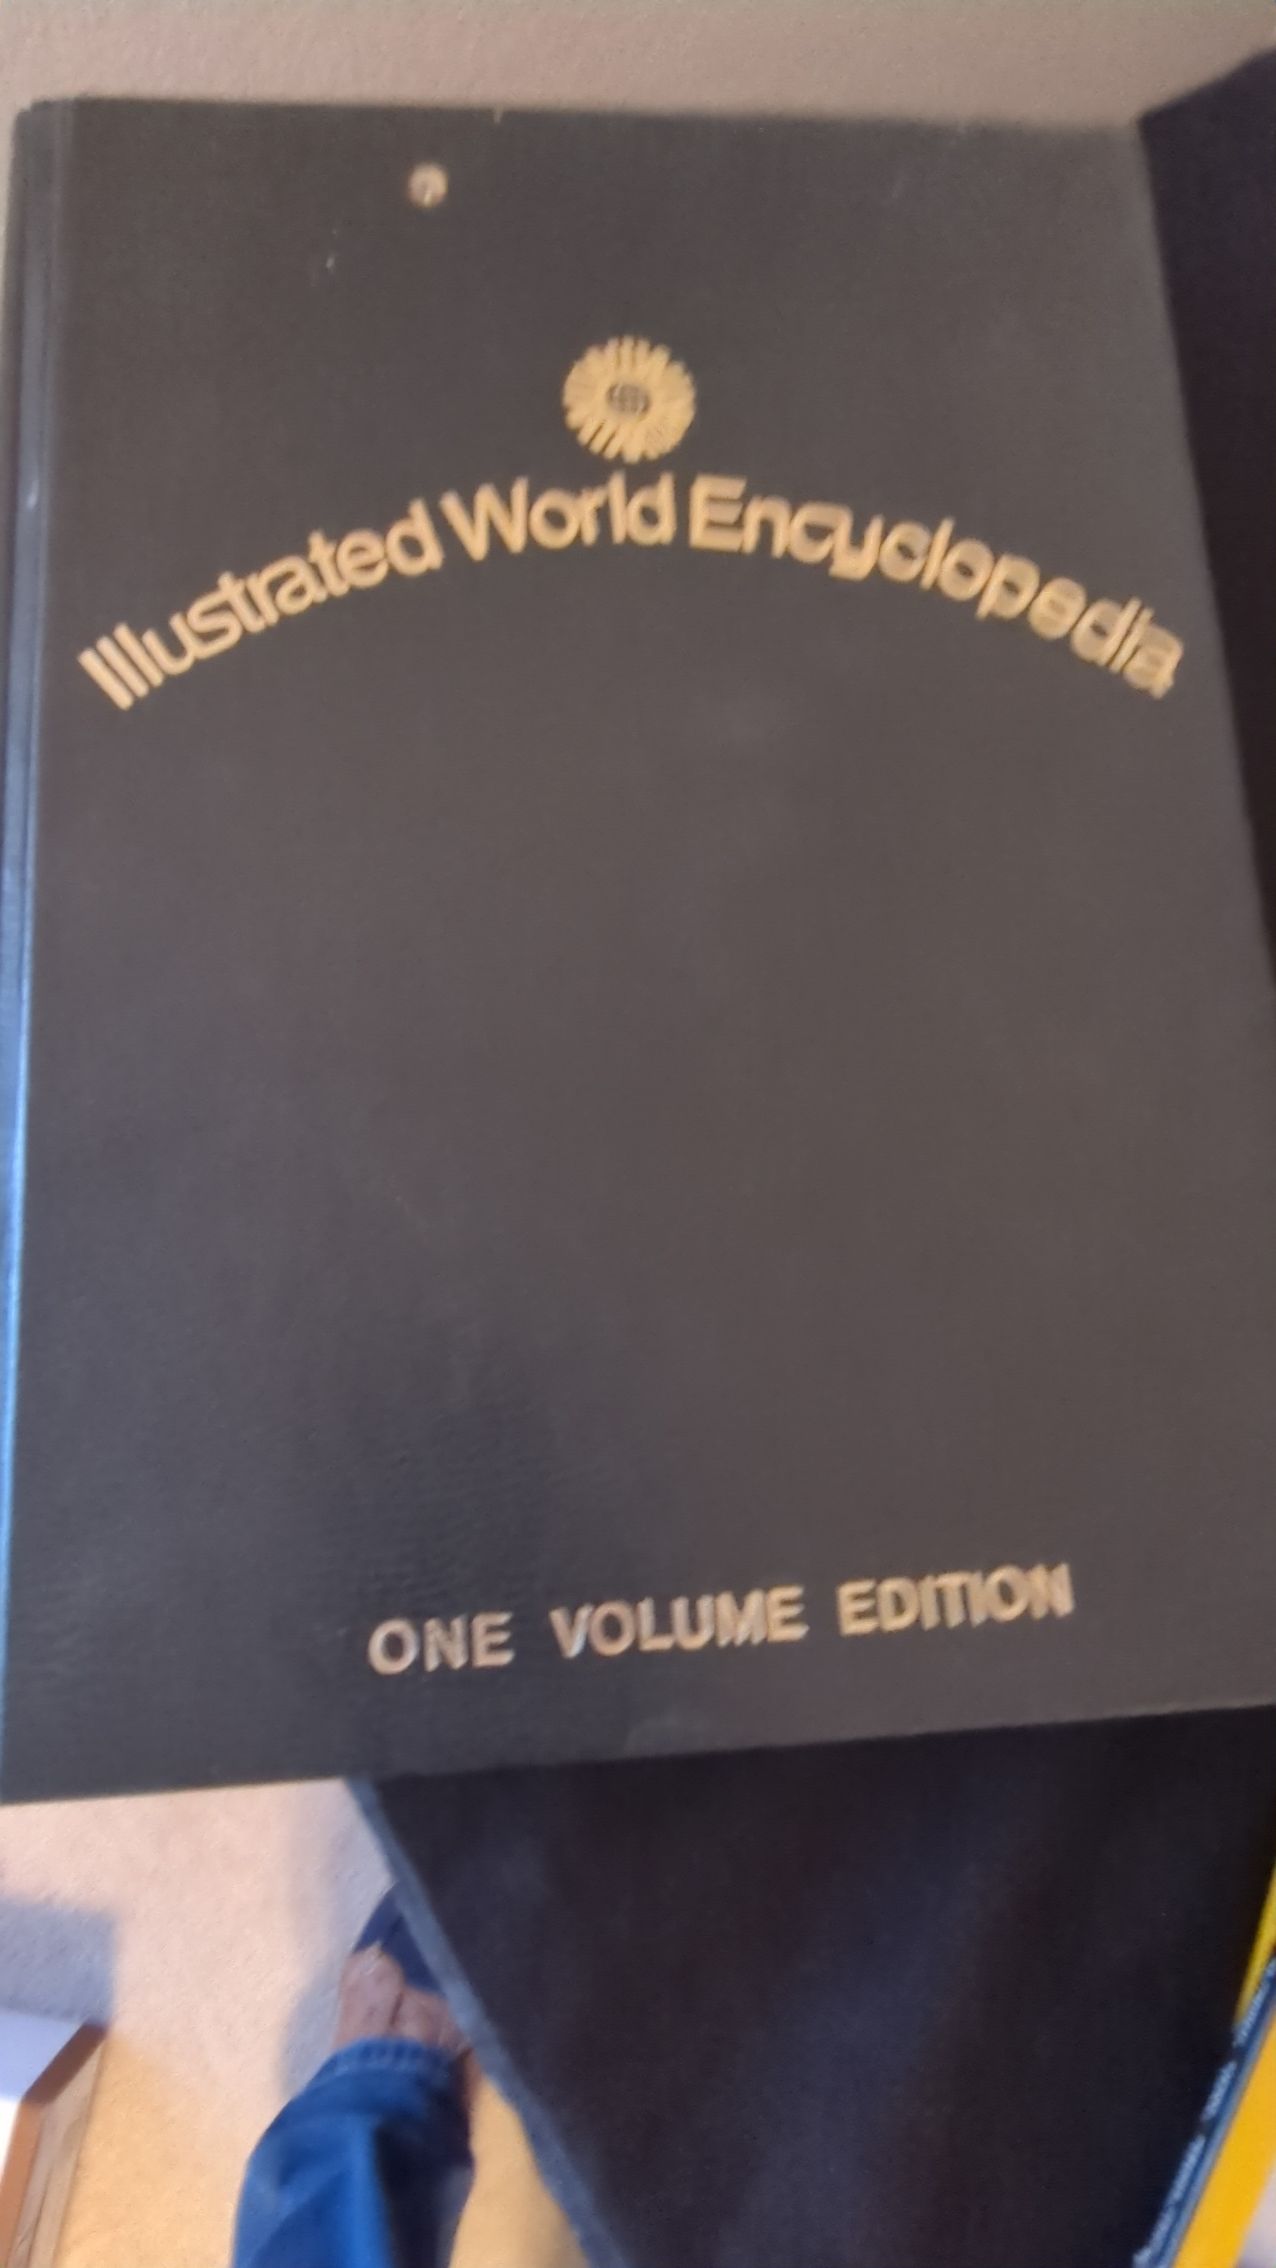 Illustrated World Encyclopedia
ONE VOLUME EDITION